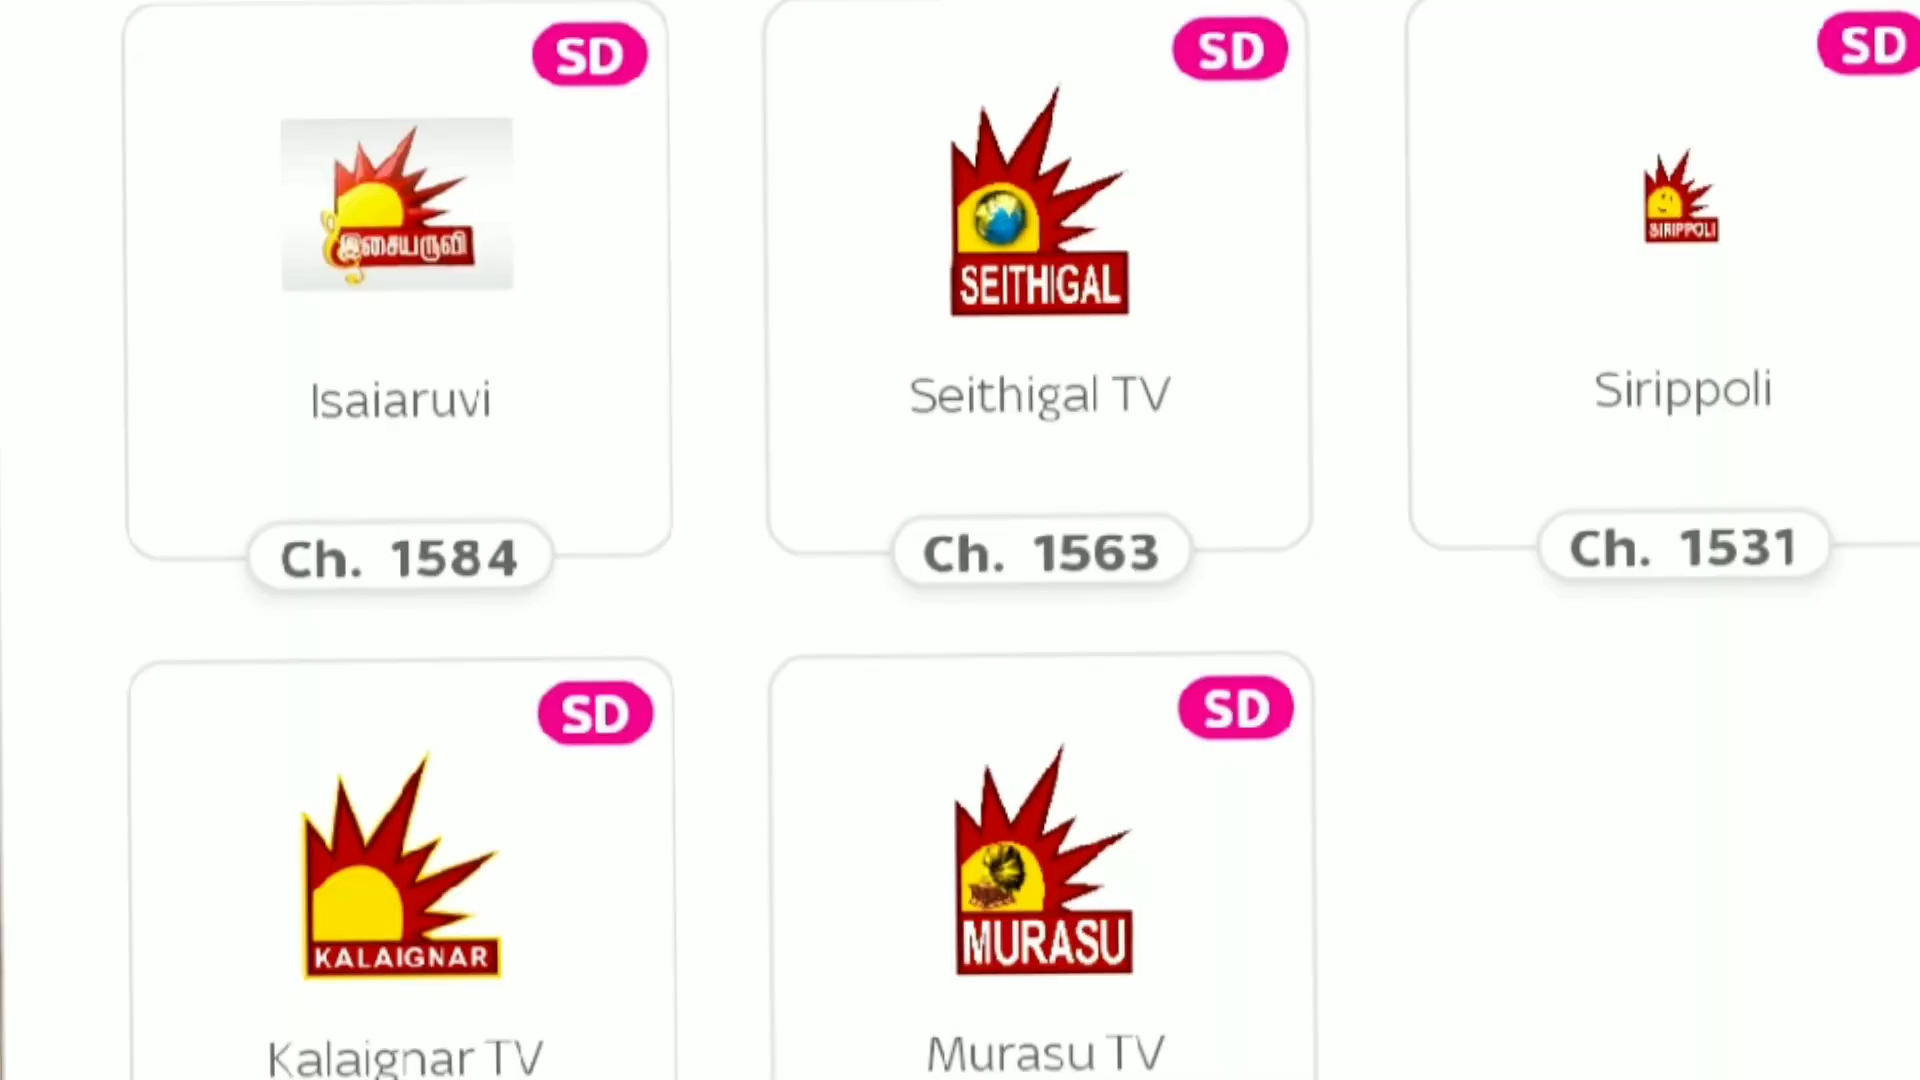 SD
இசையருவி
Isaiaruvi
Ch. 1584
SD
SEITHIGAL
Seithigal TV
Ch. 1563
SD
SIRIPPOLI
Sirippoli
Ch. 1531
SD
KALAIGNAR
Kalaignar TV
SD
MURASU
Murasu TV